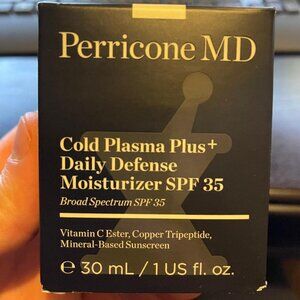 Perricone MD
Cold Plasma Plus+
Daily Defense
Moisturizer SPF 35
Broad Spectrum SPF 35
Vitamin C Ester, Copper Tripeptide,
Mineral-Based Sunscreen
℮ 30 mL / 1 US fl. oz.